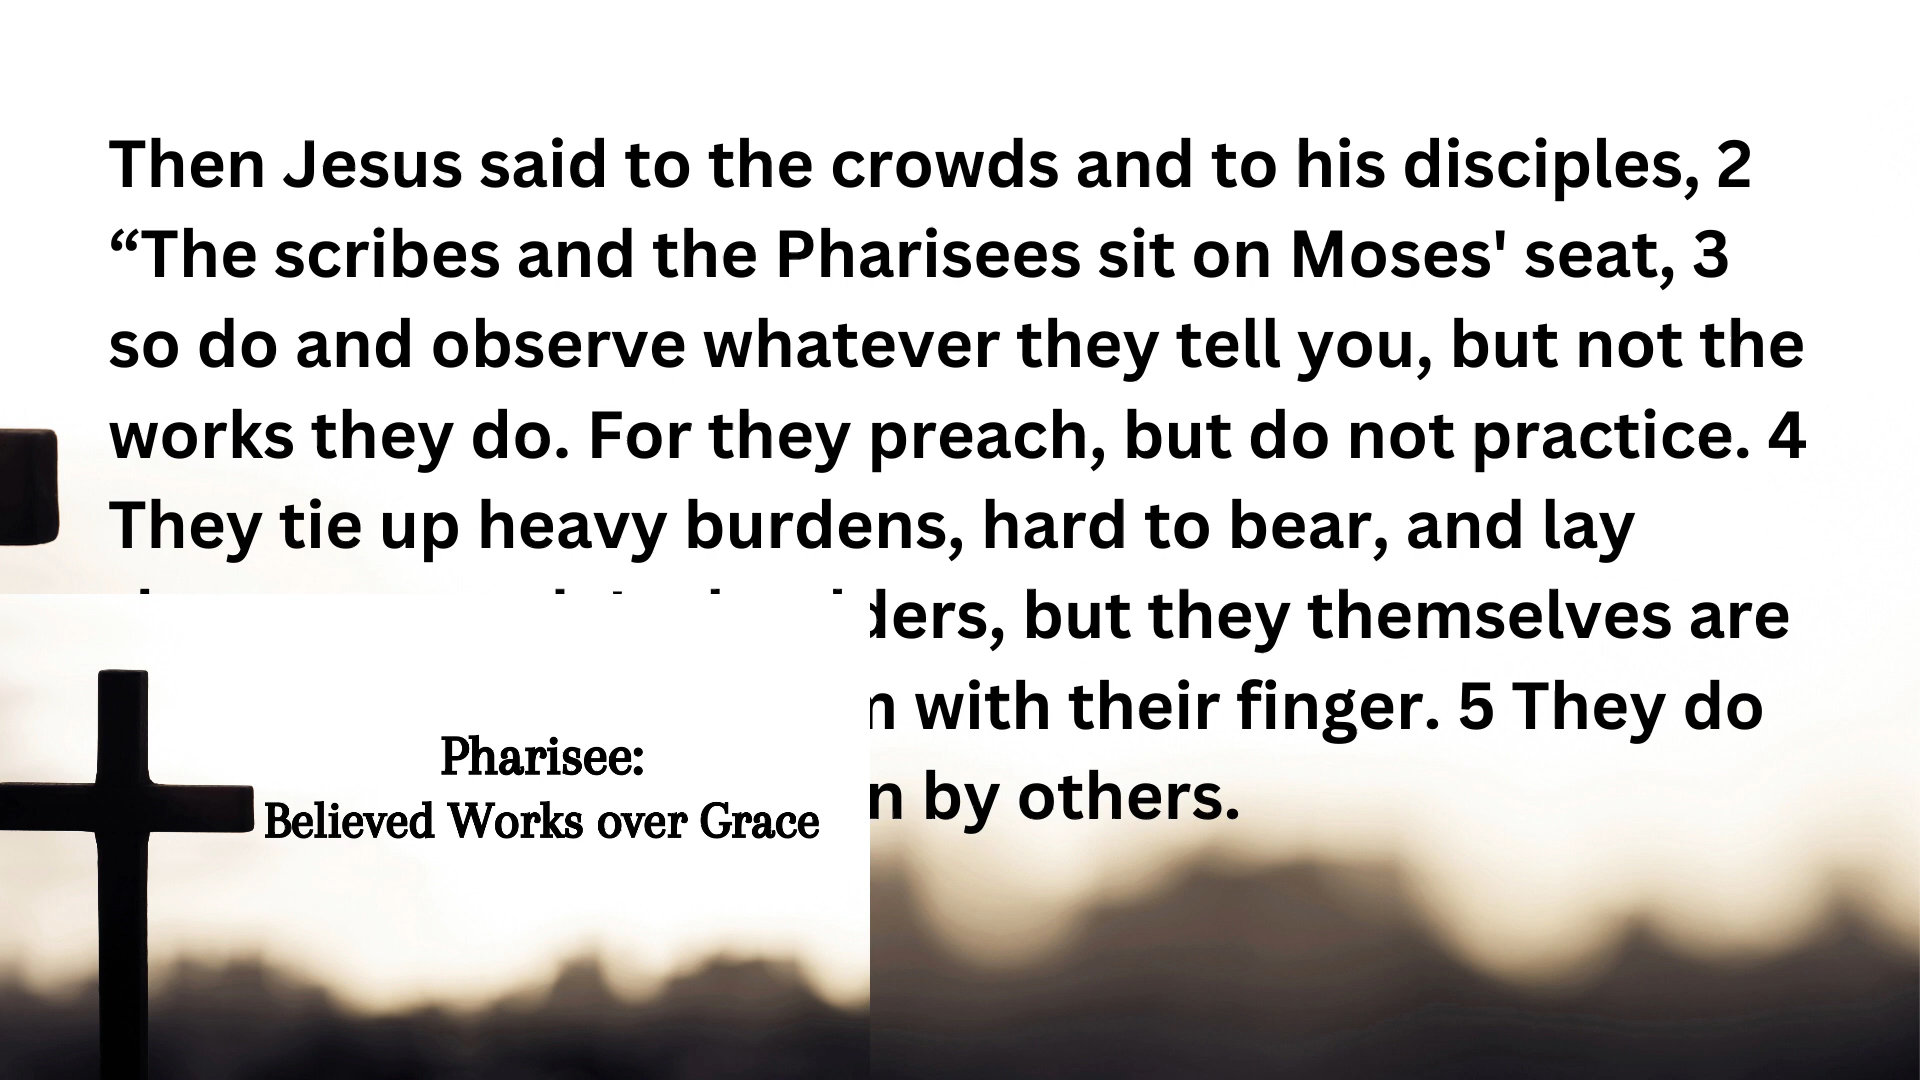 Then Jesus said to the crowds and to his disciples, 2
“The scribes and the Pharisees sit on Moses' seat, 3
so do and observe whatever they tell you, but not the
works they do. For they preach, but do not practice. 4
They tie up heavy burdens, hard to bear, and lay
but they themselves are
with their finger. 5 They do
by others.
Pharisee:
Believed Works over Grace